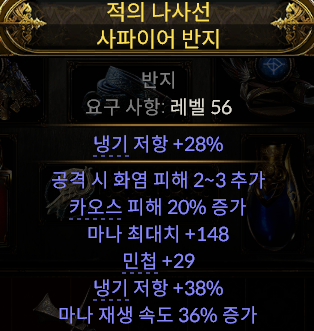 적의 나사선
사파이어 반지
반지
요구 사항: 레벨 56
냉기 저항 +28%
공격 시 화염 피해 2~3 추가
카오스 피해 20% 증가
마나 최대치 +148
민첩 +29
냉기 저항 +38%
마나 재생 속도 36% 증가